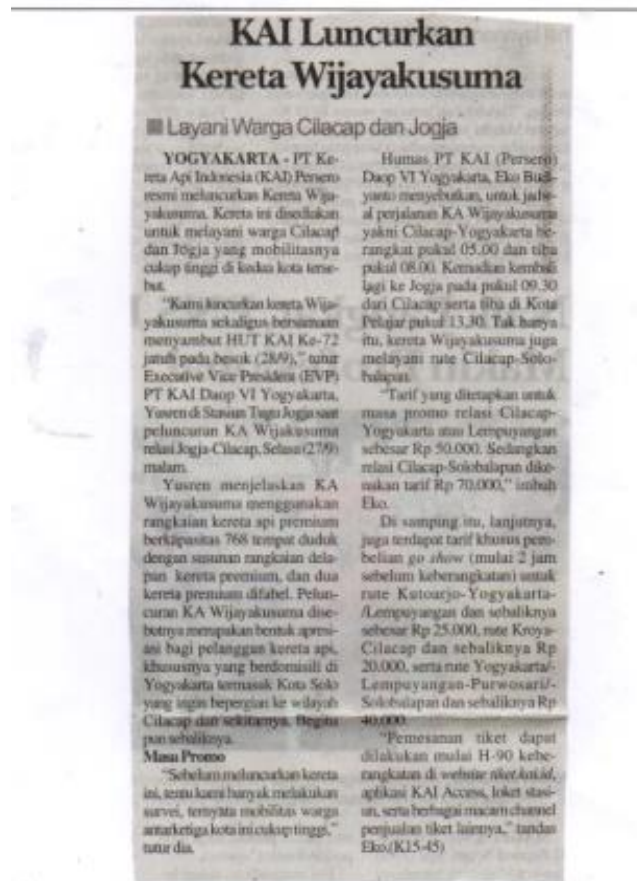 KAI Luncurkan
Kereta Wijayakusuma
Layani Warga Cilacap dan Jogja
YOGYAKARTA - PT Ke-
reta Api Indonesia (KAI) Persero
resmi meluncurkan Kereta Wija-
yakusuma. Kereta ini disediakan
untuk melayani warga Cilacap
dan Jogja yang mobilitasnya
cukup tinggi di kedua kota terse-
but.
"Kami luncurkan kereta Wija-
yakusuma sekaligus bersamaan
menyambut HUT KAI Ke-72
jatuh pada besok (28/9)," tutur
Executive Vice President (EVP)
PT KAI Daop VI Yogyakarta,
Yusren di Stasiun Tugu Jogja saat
peluncuran KA Wijakusuma
relasi Jogja-Cilacap, Selasa (27/9)
malam.
Yusren menjelaskan KA
Wijayakusuma menggunakan
rangkaian kereta api premium
berkapasitas 768 tempat duduk
dengan susunan rangkaian dela-
pan kereta preemium, dan dua
kereta premium difabel. Pelun-
curan KA Wijayakusuma dise-
butnya merupakan bentuk apresi-
asi bagi pelanggan kereta api,
khususnya yang berdomisili di
Yogyakarta termasuk Kota Solo
yang ingin bepergian ke wilayah
Cilacap dan sekitarnya. Begitu
pun sebaliknya.
Masa Promo
"Sebelum meluncurkan kereta
ini, tentu kami banyak melakukan
survei, ternyata mobilitas warga
antarketiga kota ini cukup tinggi,"
tutur dia.
Humas PT KAI (Persero)
Daop VI Yogyakarta, Eko Budi-
yanto menyebutkan, untuk jadw-
al perjalanan KA Wijayakusuma
yakni Cilacap-Yogyakarta be-
rangkat pukul 05.00 dan tiba
pukul 08.00. Kemudian kembali
lagi ke Jogja pada pukul 09.30
dari Cilacap serta tiba di Kota
Pelajar pukul 13.30. Tak hanya
itu, kereta Wijayakusuma juga
melayani rute Cilacap-Solo-
balapan.
"Tarif yang ditetapkan untuk
masa promo relasi Cilacap-
Yogyakarta atau Lempuyangan
sebesar Rp 50.000. Sedangkan
relasi Cilacap-Solobalapan dike-
nakan tarif Rp 70.000," imbuh
Eko.
Di samping itu, lanjutnya,
juga terdapat tarif khusus pem-
belian go show (mulai 2 jam
sebelum keberangkatan) untuk
rute Kutoarjo-Yogyakarta-
/Lempuyangan dan sebaliknya
sebesar Rp 25.000, rute Kroya-
Cilacap dan sebaliknya Rp
20.000, serta rute Yogyakarta/-
Lempuyangan-Purwosari/-
Solobalapan dan sebaliknya Rp
40.000.
"Pemesanan tiket dapat
dilakukan mulai H-90 kebe-
rangkatan di website tiket.kai.id,
aplikasi KAI Access, loket stasi-
un, serta berbagai macam channel
penjualan tiket lainnya," tandas
Eko.(K15-45)